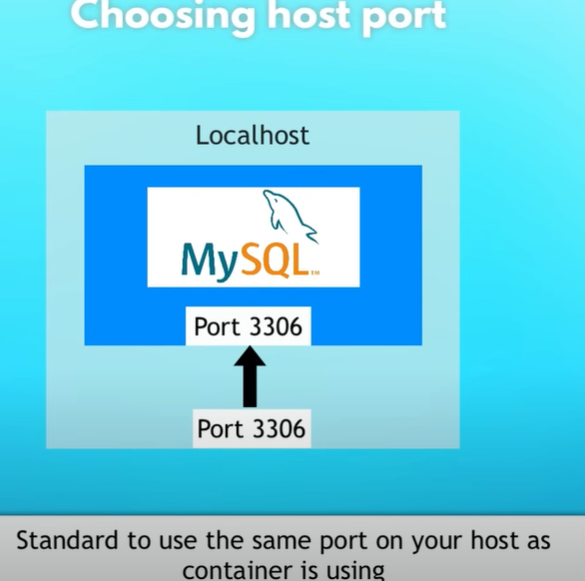 Choosing host port
Localhost
MySQL™
Port 3306
Port 3306
Standard to use the same port on your host as
container is using